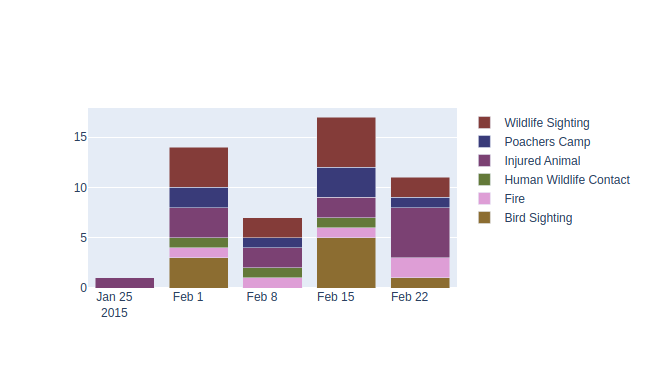 15
10
5
0
Jan 25
2015
Feb 1
Feb 8
Feb 15
Feb 22
Wildlife Sighting
Poachers Camp
Injured Animal
Human Wildlife Contact
Fire
Bird Sighting